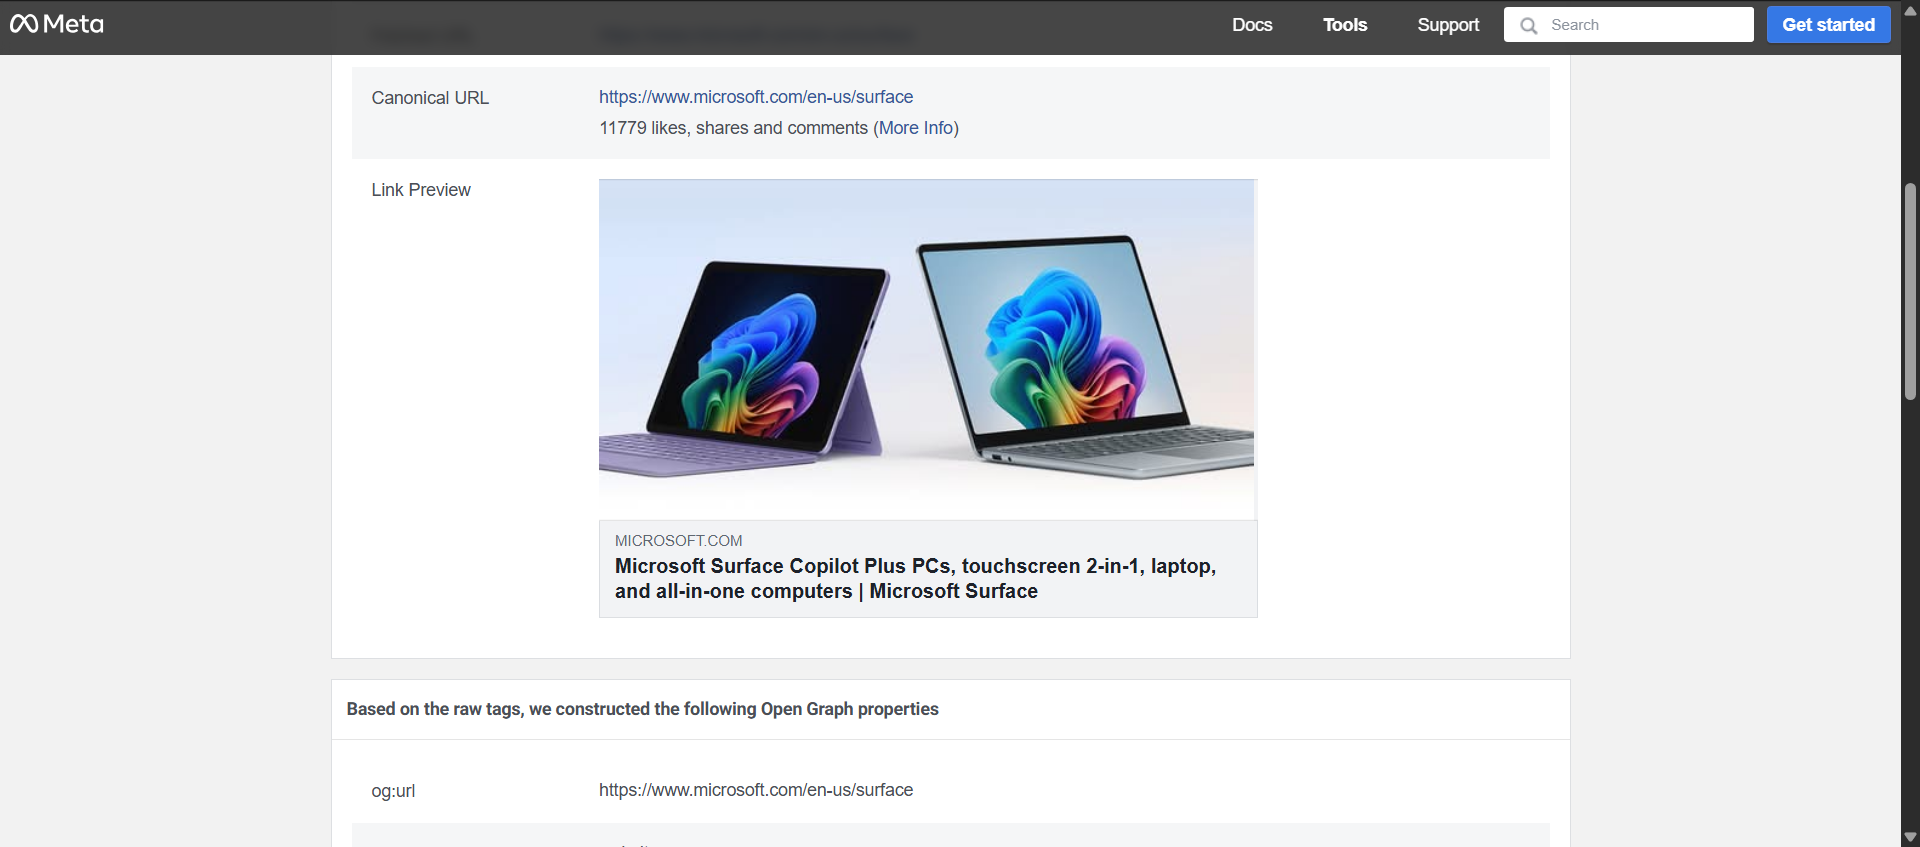 Meta
Docs
Tools
Support
Search
Get started
Canonical URL
https://www.microsoft.com/en-us/surface
11779 likes, shares and comments (More Info)
Link Preview
MICROSOFT.COM
Microsoft Surface Copilot Plus PCs, touchscreen 2-in-1, laptop,
and all-in-one computers | Microsoft Surface
Based on the raw tags, we constructed the following Open Graph properties
og:url
https://www.microsoft.com/en-us/surface